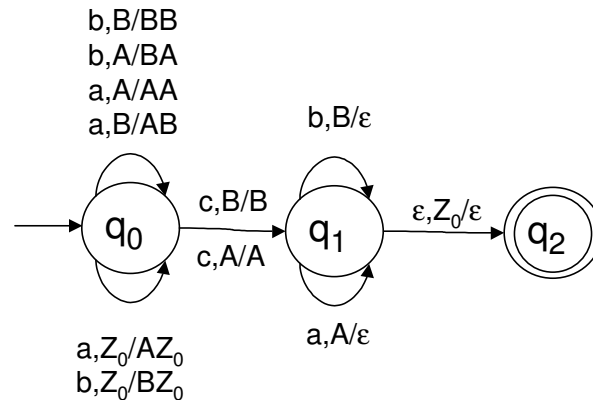 b,B/BB
b,A/BA
a,A/AA
a,B/AB
b,B/ε
c,B/B
ε,Z₀/ε
q₀
q₁
q₂
c,A/A
a,A/ε
a,Z₀/AZ₀
b,Z₀/BZ₀